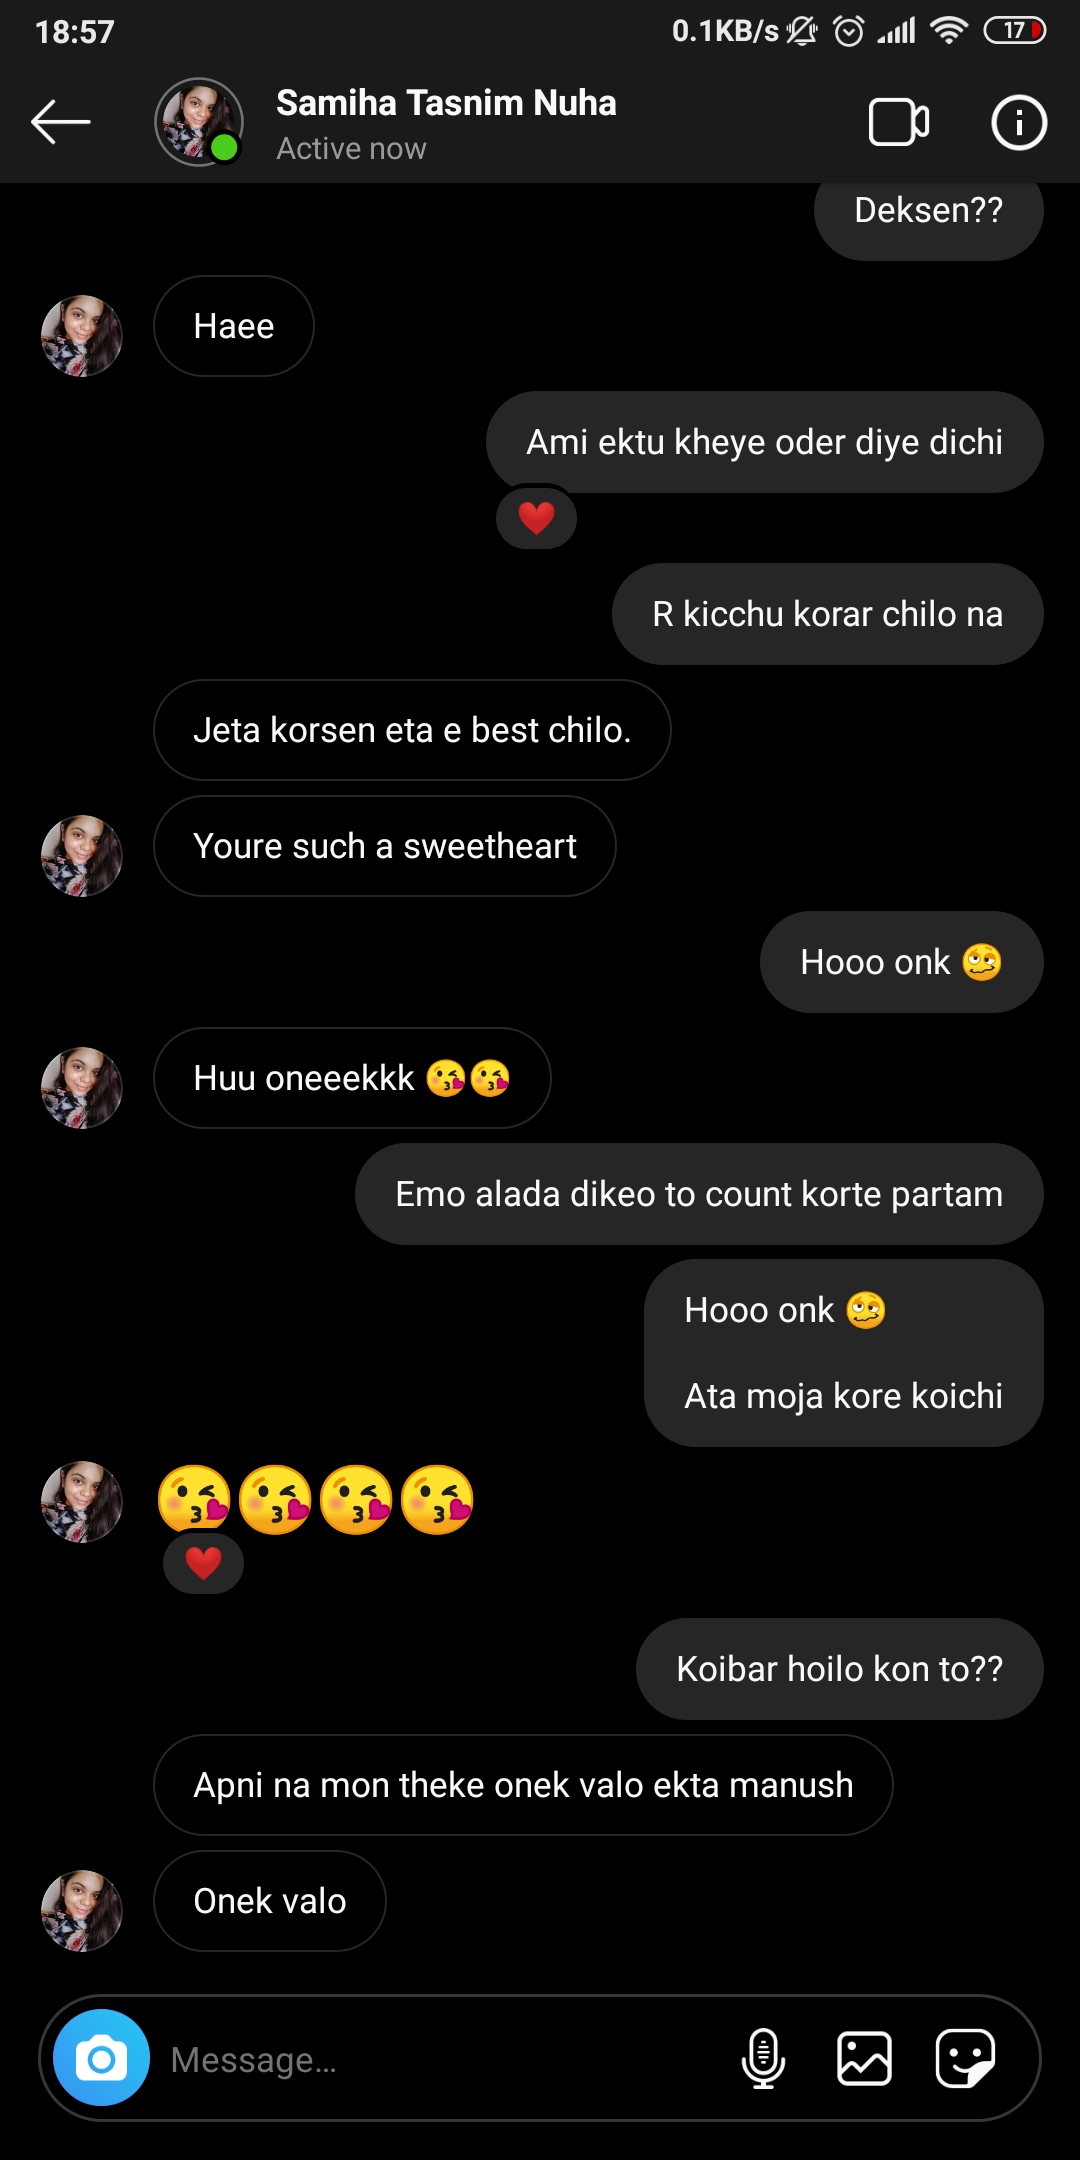 18:57 0.1KB/s 17
Samiha Tasnim Nuha
Active now
Deksen??
Haee
Ami ektu kheye oder diye dichi
R kicchu korar chilo na
Jeta korsen eta e best chilo.
Youre such a sweetheart
Hooo onk 🥴
Huu oneeekkk 😘😘
Emo alada dikeo to count korte partam
Hooo onk 🥴
Ata moja kore koichi
😘😘😘😘
Koibar hoilo kon to??
Apni na mon theke onek valo ekta manush
Onek valo
Message...